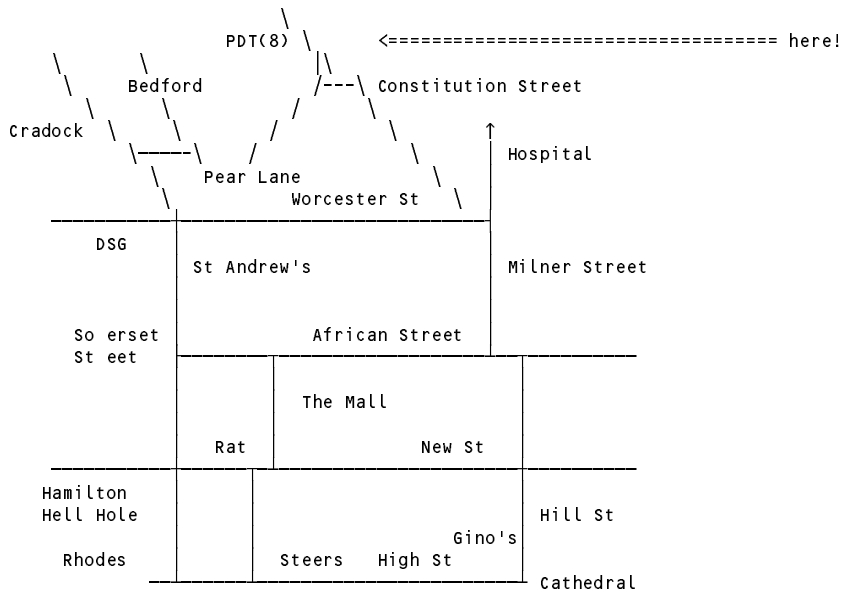 PDT(8) <=================================== here!
Bedford Constitution Street
Cradock
Hospital
Pear Lane
Worcester St
DSG
St Andrew's Milner Street
So erset African Street
St eet
The Mall
Rat New St
Hamilton
Hell Hole Hill St
Gino's
Rhodes Steers High St
Cathedral